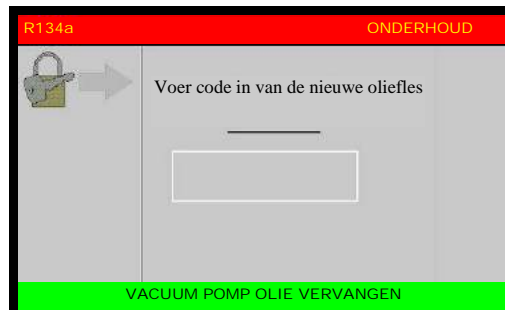 R134a ONDERHOUD
Voer code in van de nieuwe oliefles
VACUUM POMP OLIE VERVANGEN